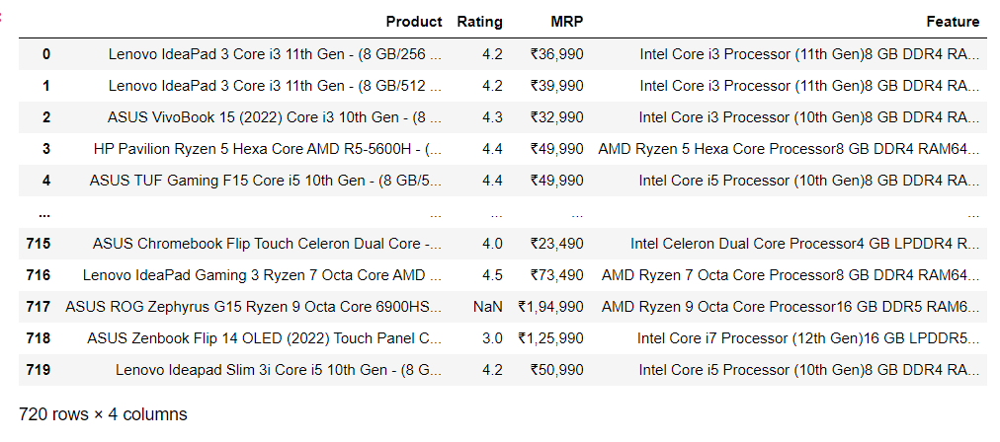 Product Rating MRP Feature
0 Lenovo IdeaPad 3 Core i3 11th Gen - (8 GB/256 ... 4.2 ₹36,990 Intel Core i3 Processor (11th Gen)8 GB DDR4 RA...
1 Lenovo IdeaPad 3 Core i3 11th Gen - (8 GB/512 ... 4.2 ₹39,990 Intel Core i3 Processor (11th Gen)8 GB DDR4 RA...
2 ASUS VivoBook 15 (2022) Core i3 10th Gen - (8 ... 4.3 ₹32,990 Intel Core i3 Processor (10th Gen)8 GB DDR4 RA...
3 HP Pavilion Ryzen 5 Hexa Core AMD R5-5600H - (... 4.4 ₹49,990 AMD Ryzen 5 Hexa Core Processor8 GB DDR4 RAM64...
4 ASUS TUF Gaming F15 Core i5 10th Gen - (8 GB/5... 4.4 ₹49,990 Intel Core i5 Processor (10th Gen)8 GB DDR4 RA...
... ... ... ... ...
715 ASUS Chromebook Flip Touch Celeron Dual Core -... 4.0 ₹23,490 Intel Celeron Dual Core Processor4 GB LPDDR4 R...
716 Lenovo IdeaPad Gaming 3 Ryzen 7 Octa Core AMD ... 4.5 ₹73,490 AMD Ryzen 7 Octa Core Processor8 GB DDR4 RAM64...
717 ASUS ROG Zephyrus G15 Ryzen 9 Octa Core 6900HS... NaN ₹1,94,990 AMD Ryzen 9 Octa Core Processor16 GB DDR5 RAM6...
718 ASUS Zenbook Flip 14 OLED (2022) Touch Panel C... 3.0 ₹1,25,990 Intel Core i7 Processor (12th Gen)16 GB LPDDR5...
719 Lenovo Ideapad Slim 3i Core i5 10th Gen - (8 G... 4.2 ₹50,990 Intel Core i5 Processor (10th Gen)8 GB DDR4 RA...
720 rows × 4 columns